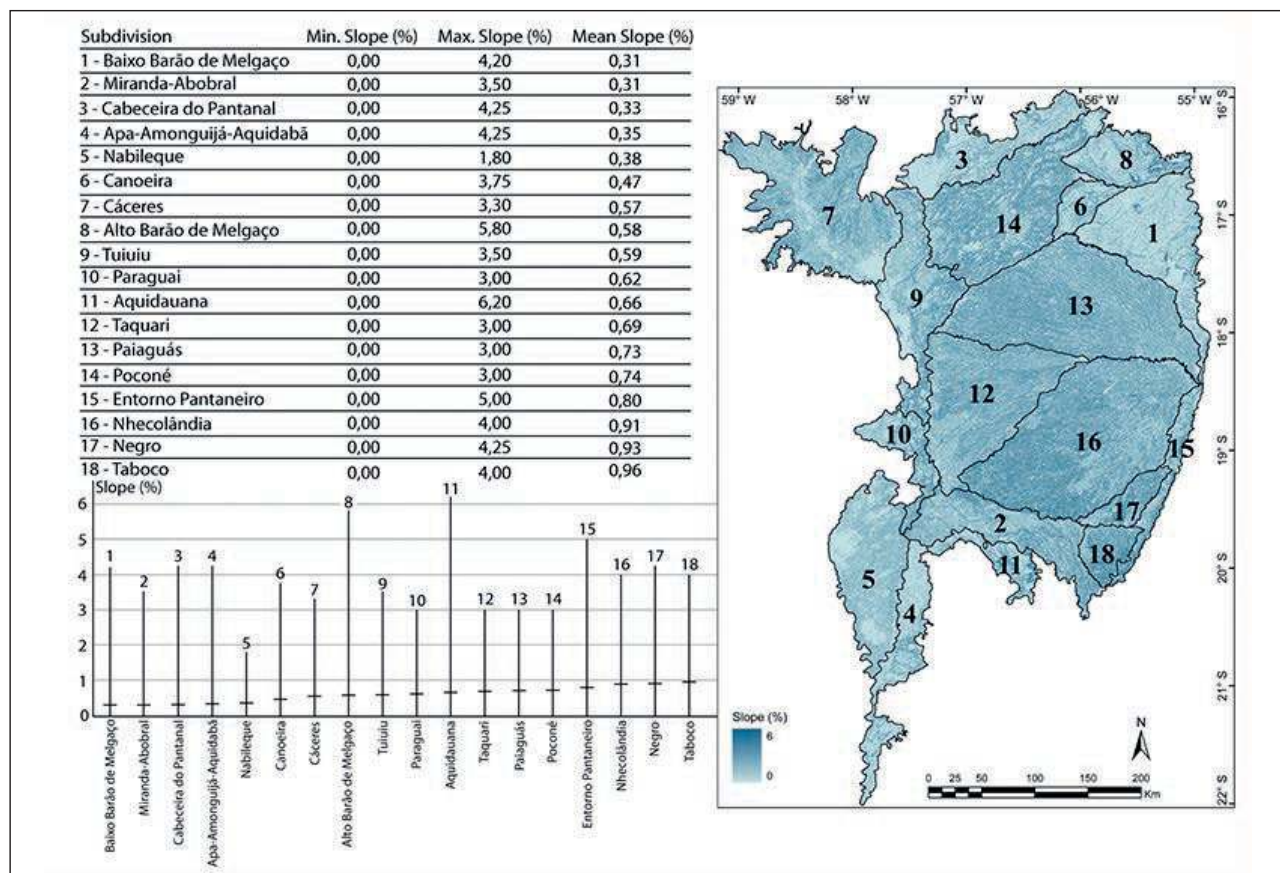 Subdivision Min. Slope (%) Max. Slope (%) Mean Slope (%)
1 - Baixo Barão de Melgaço 0,00 4,20 0,31
2 - Miranda-Abobral 0,00 3,50 0,31
3 - Cabeceira do Pantanal 0,00 4,25 0,33
4 - Apa-Amonguijá-Aquidabã 0,00 4,25 0,35
5 - Nabileque 0,00 1,80 0,38
6 - Canoeira 0,00 3,75 0,47
7 - Cáceres 0,00 3,30 0,57
8 - Alto Barão de Melgaço 0,00 5,80 0,58
9 - Tuiuiu 0,00 3,50 0,59
10 - Paraguai 0,00 3,00 0,62
11 - Aquidauana 0,00 6,20 0,66
12 - Taquari 0,00 3,00 0,69
13 - Paiaguás 0,00 3,00 0,73
14 - Poconé 0,00 3,00 0,74
15 - Entorno Pantaneiro 0,00 5,00 0,80
16 - Nhecolândia 0,00 4,00 0,91
17 - Negro 0,00 4,25 0,93
18 - Taboco 0,00 4,00 0,96
Slope (%)
6
5
4
3
2
1
0
1
2
3
4
5
6
7
8
9
10
11
12
13
14
15
16
17
18
Baixo Barão de Melgaço
Miranda-Abobral
Cabeceira do Pantanal
Apa-Amonguijá-Aquidabã
Nabileque
Canoeira
Cáceres
Alto Barão de Melgaço
Tuiuiu
Paraguai
Aquidauana
Taquari
Paiaguás
Poconé
Entorno Pantaneiro
Nhecolândia
Negro
Taboco
59° W 58° W 57° W 56° W 55° W
16° S
17° S
18° S
19° S
20° S
21° S
22° S
3
8
7
14
6
1
9
13
12
10
16
15
17
2
18
11
5
4
Slope (%)
6
0
N
0 25 50 100 150 200
Km